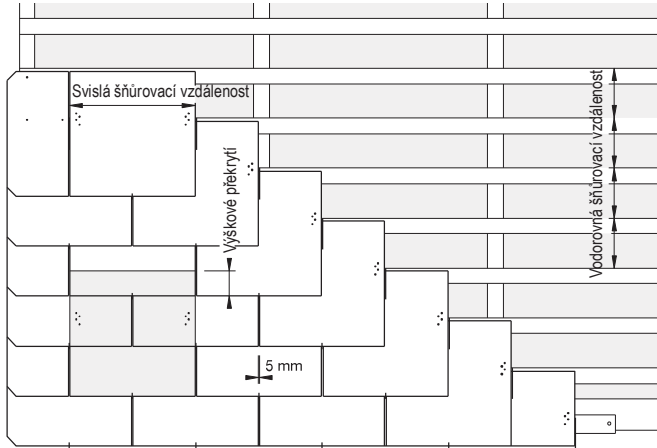 Svislá šňůrovací vzdálenost
Vodorovná šňůrovací vzdálenost
Výškové překrytí
5 mm